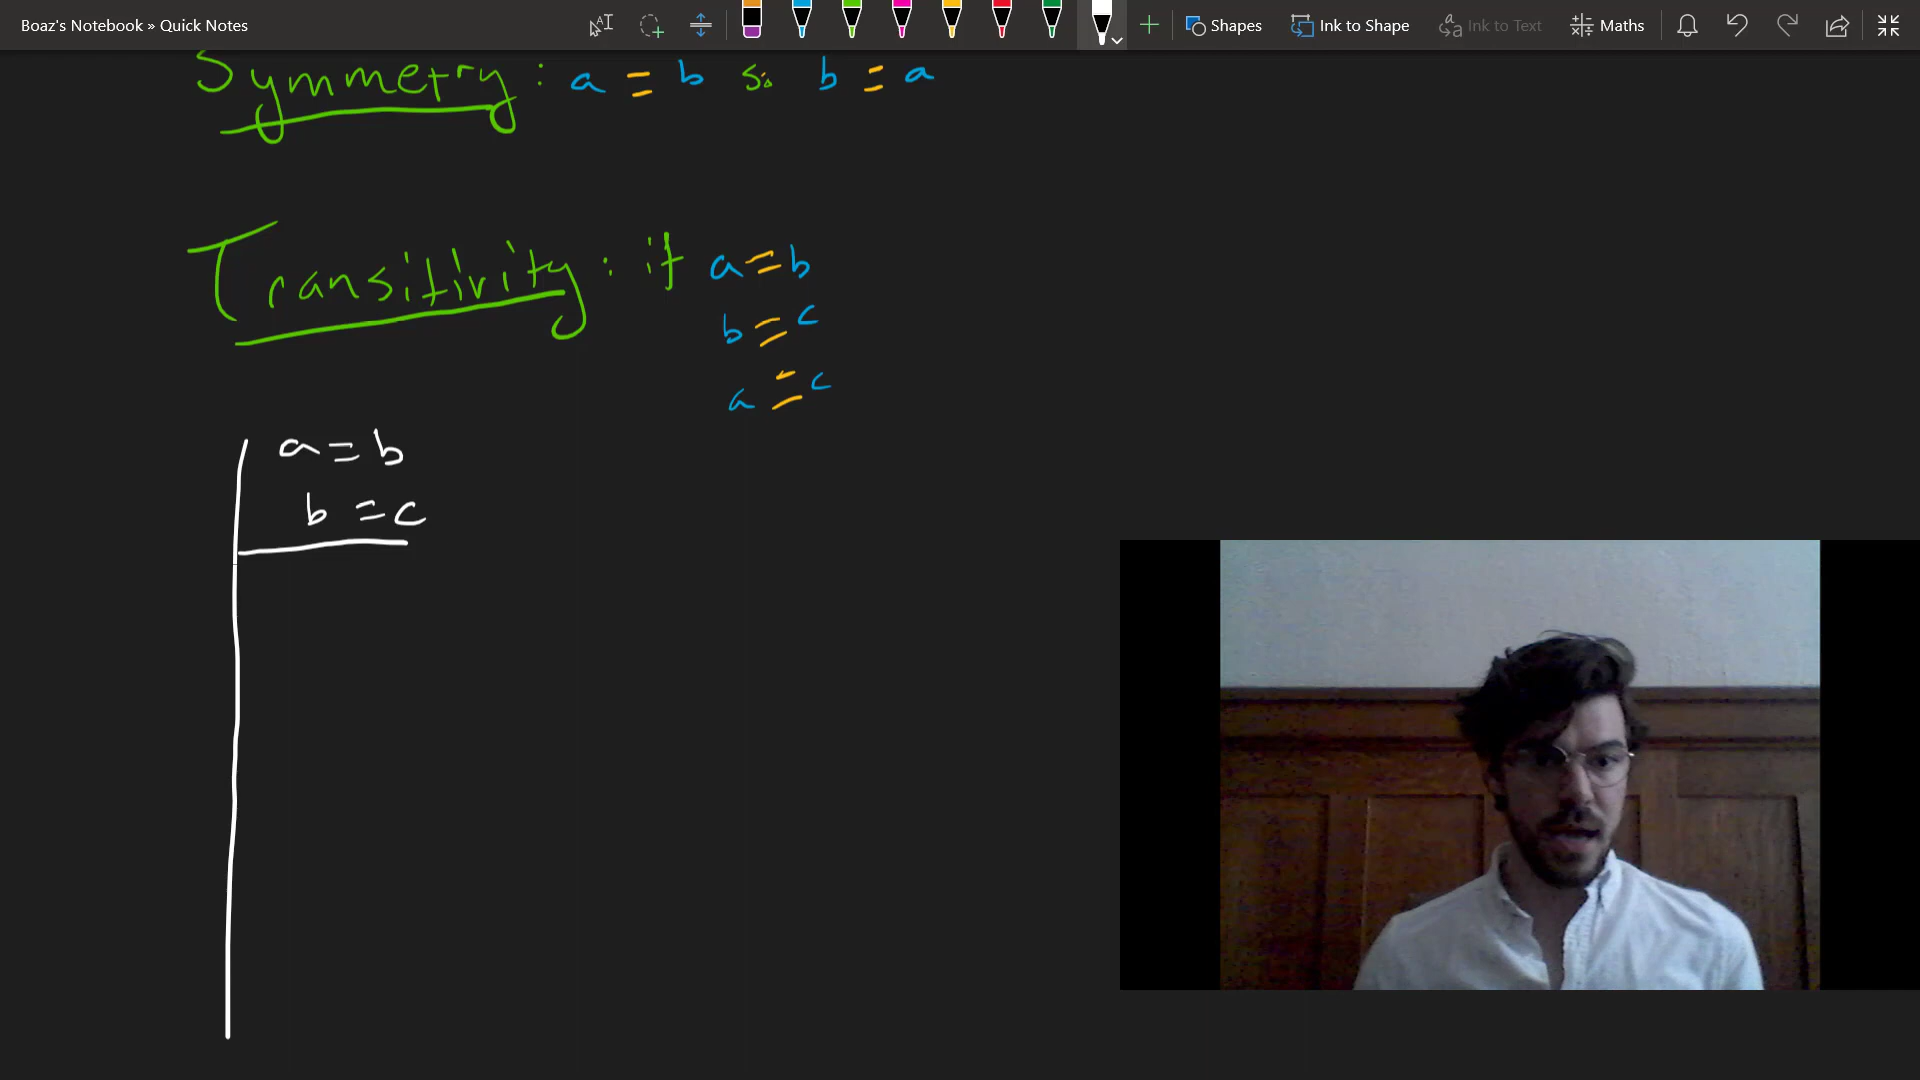 Boaz's Notebook » Quick Notes
Shapes
Ink to Shape
Ink to Text
Maths
Symmetry: a = b so b = a
Transitivity: if a = b
b = c
a = c
a = b
b = c